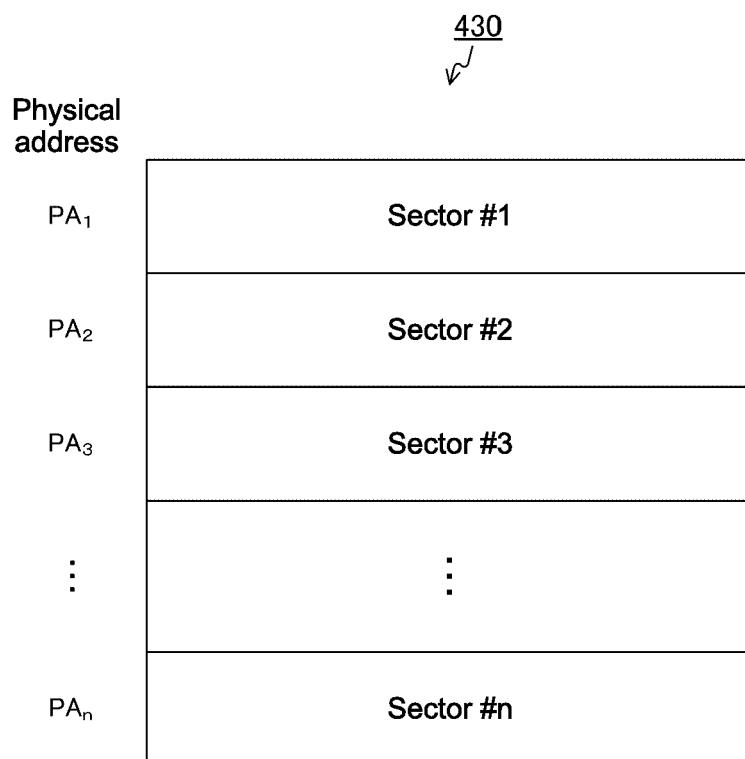 430
Physical
address
PA₁ Sector #1
PA₂ Sector #2
PA₃ Sector #3
⋮ ⋮
PAₙ Sector #n